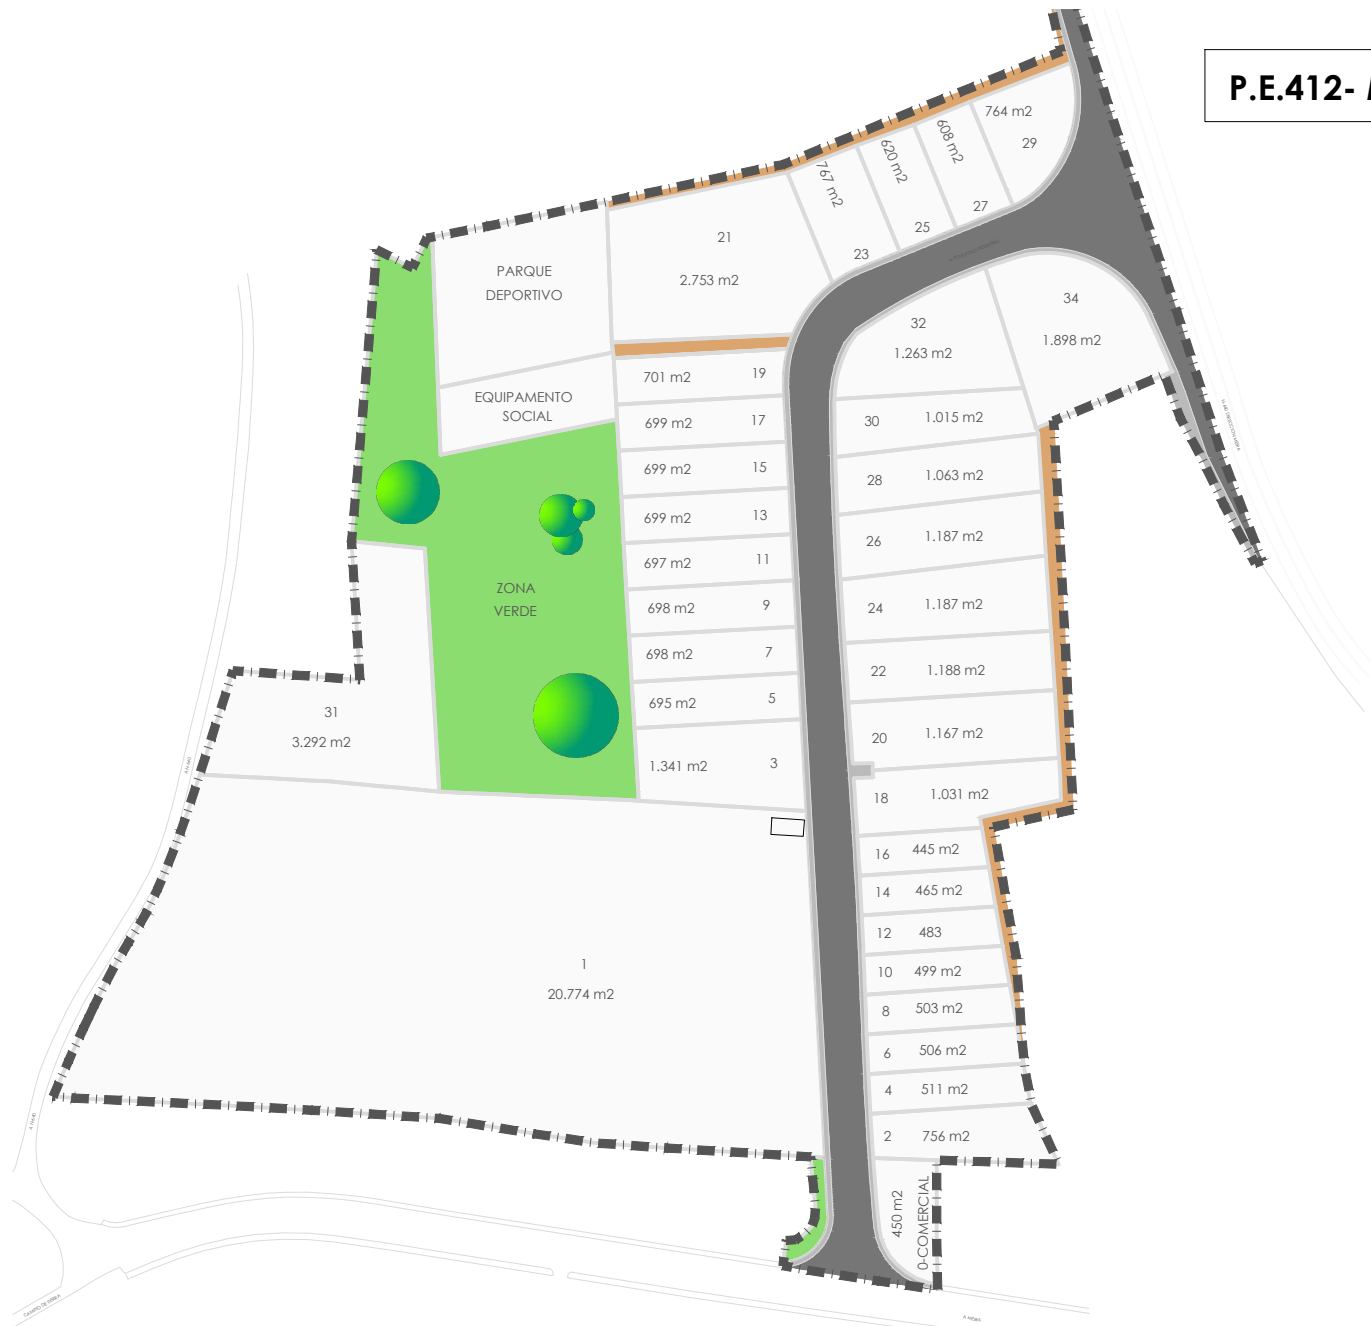 P.E.412-
764 m2
29
608 m2
27
620 m2
25
767 m2
23
21
2.753 m2
PARQUE
DEPORTIVO
EQUIPAMENTO
SOCIAL
34
1.898 m2
32
1.263 m2
701 m2 19
699 m2 17
699 m2 15
699 m2 13
697 m2 11
698 m2 9
698 m2 7
695 m2 5
1.341 m2 3
30 1.015 m2
28 1.063 m2
26 1.187 m2
24 1.187 m2
22 1.188 m2
20 1.167 m2
18 1.031 m2
16 445 m2
14 465 m2
12 483
10 499 m2
8 503 m2
6 506 m2
4 511 m2
2 756 m2
450 m2
0-COMERCIAL
ZONA
VERDE
31
3.292 m2
1
20.774 m2